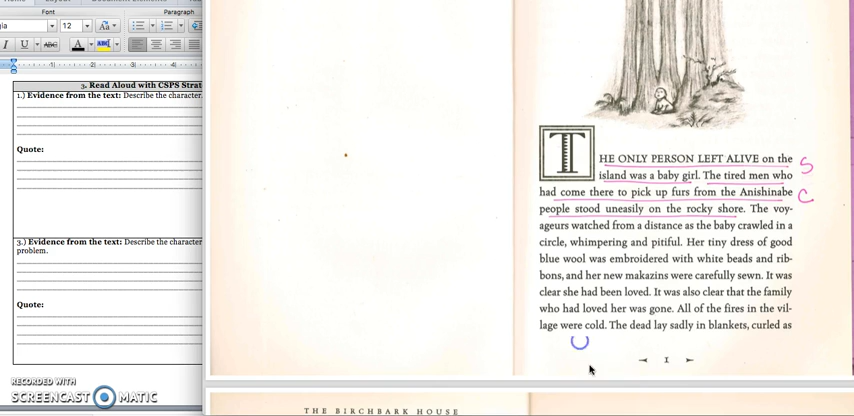 Font
Paragraph
12
Aa
I U ABC
A ABC
3. Read Aloud with CSPS Strat
1.) Evidence from the text: Describe the character
Quote:
3.) Evidence from the text: Describe the character
problem.
Quote:
RECORDED WITH
SCREENCAST MATIC
THE ONLY PERSON LEFT ALIVE on the
island was a baby girl. The tired men who
had come there to pick up furs from the Anishinabe
people stood uneasily on the rocky shore. The voy-
ageurs watched from a distance as the baby crawled in a
circle, whimpering and pitiful. Her tiny dress of good
blue wool was embroidered with white beads and rib-
bons, and her new makazins were carefully sewn. It was
clear she had been loved. It was also clear that the family
who had loved her was gone. All of the fires in the vil-
lage were cold. The dead lay sadly in blankets, curled as
S
C
1
THE BIRCHBARK HOUSE